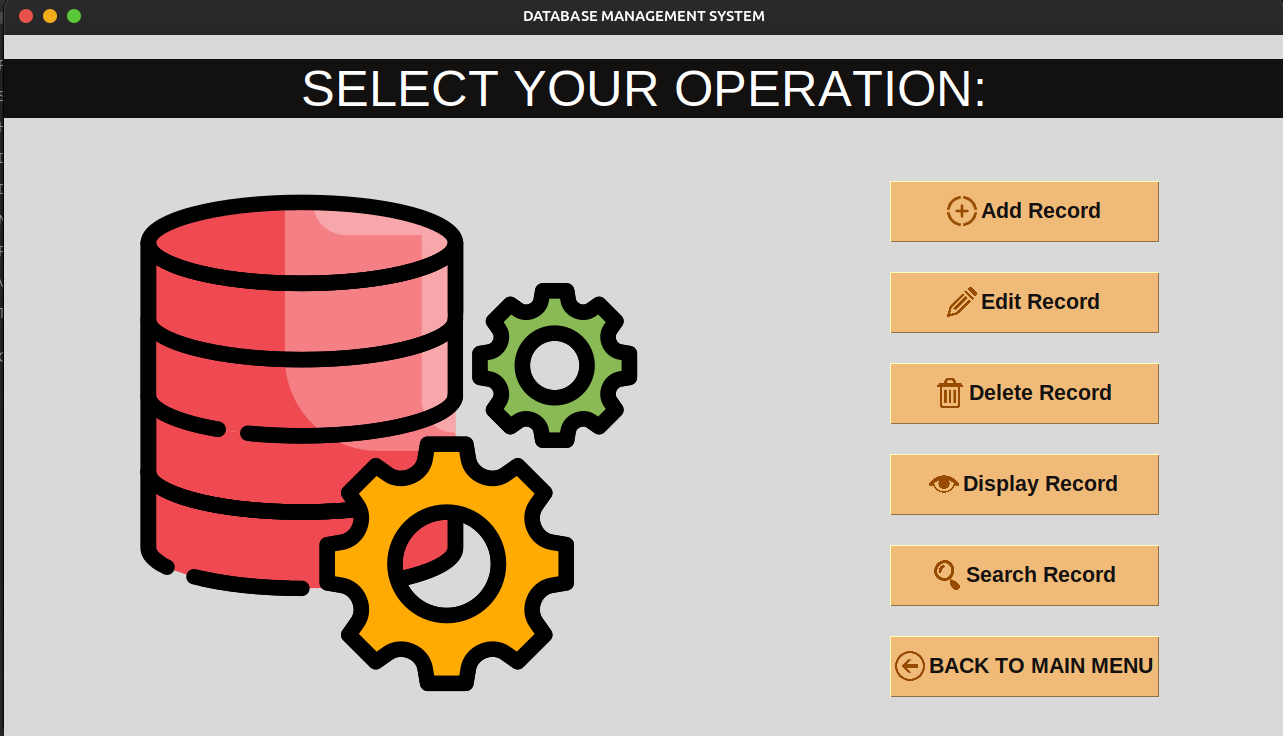 DATABASE MANAGEMENT SYSTEM
SELECT YOUR OPERATION:
Add Record
Edit Record
Delete Record
Display Record
Search Record
BACK TO MAIN MENU